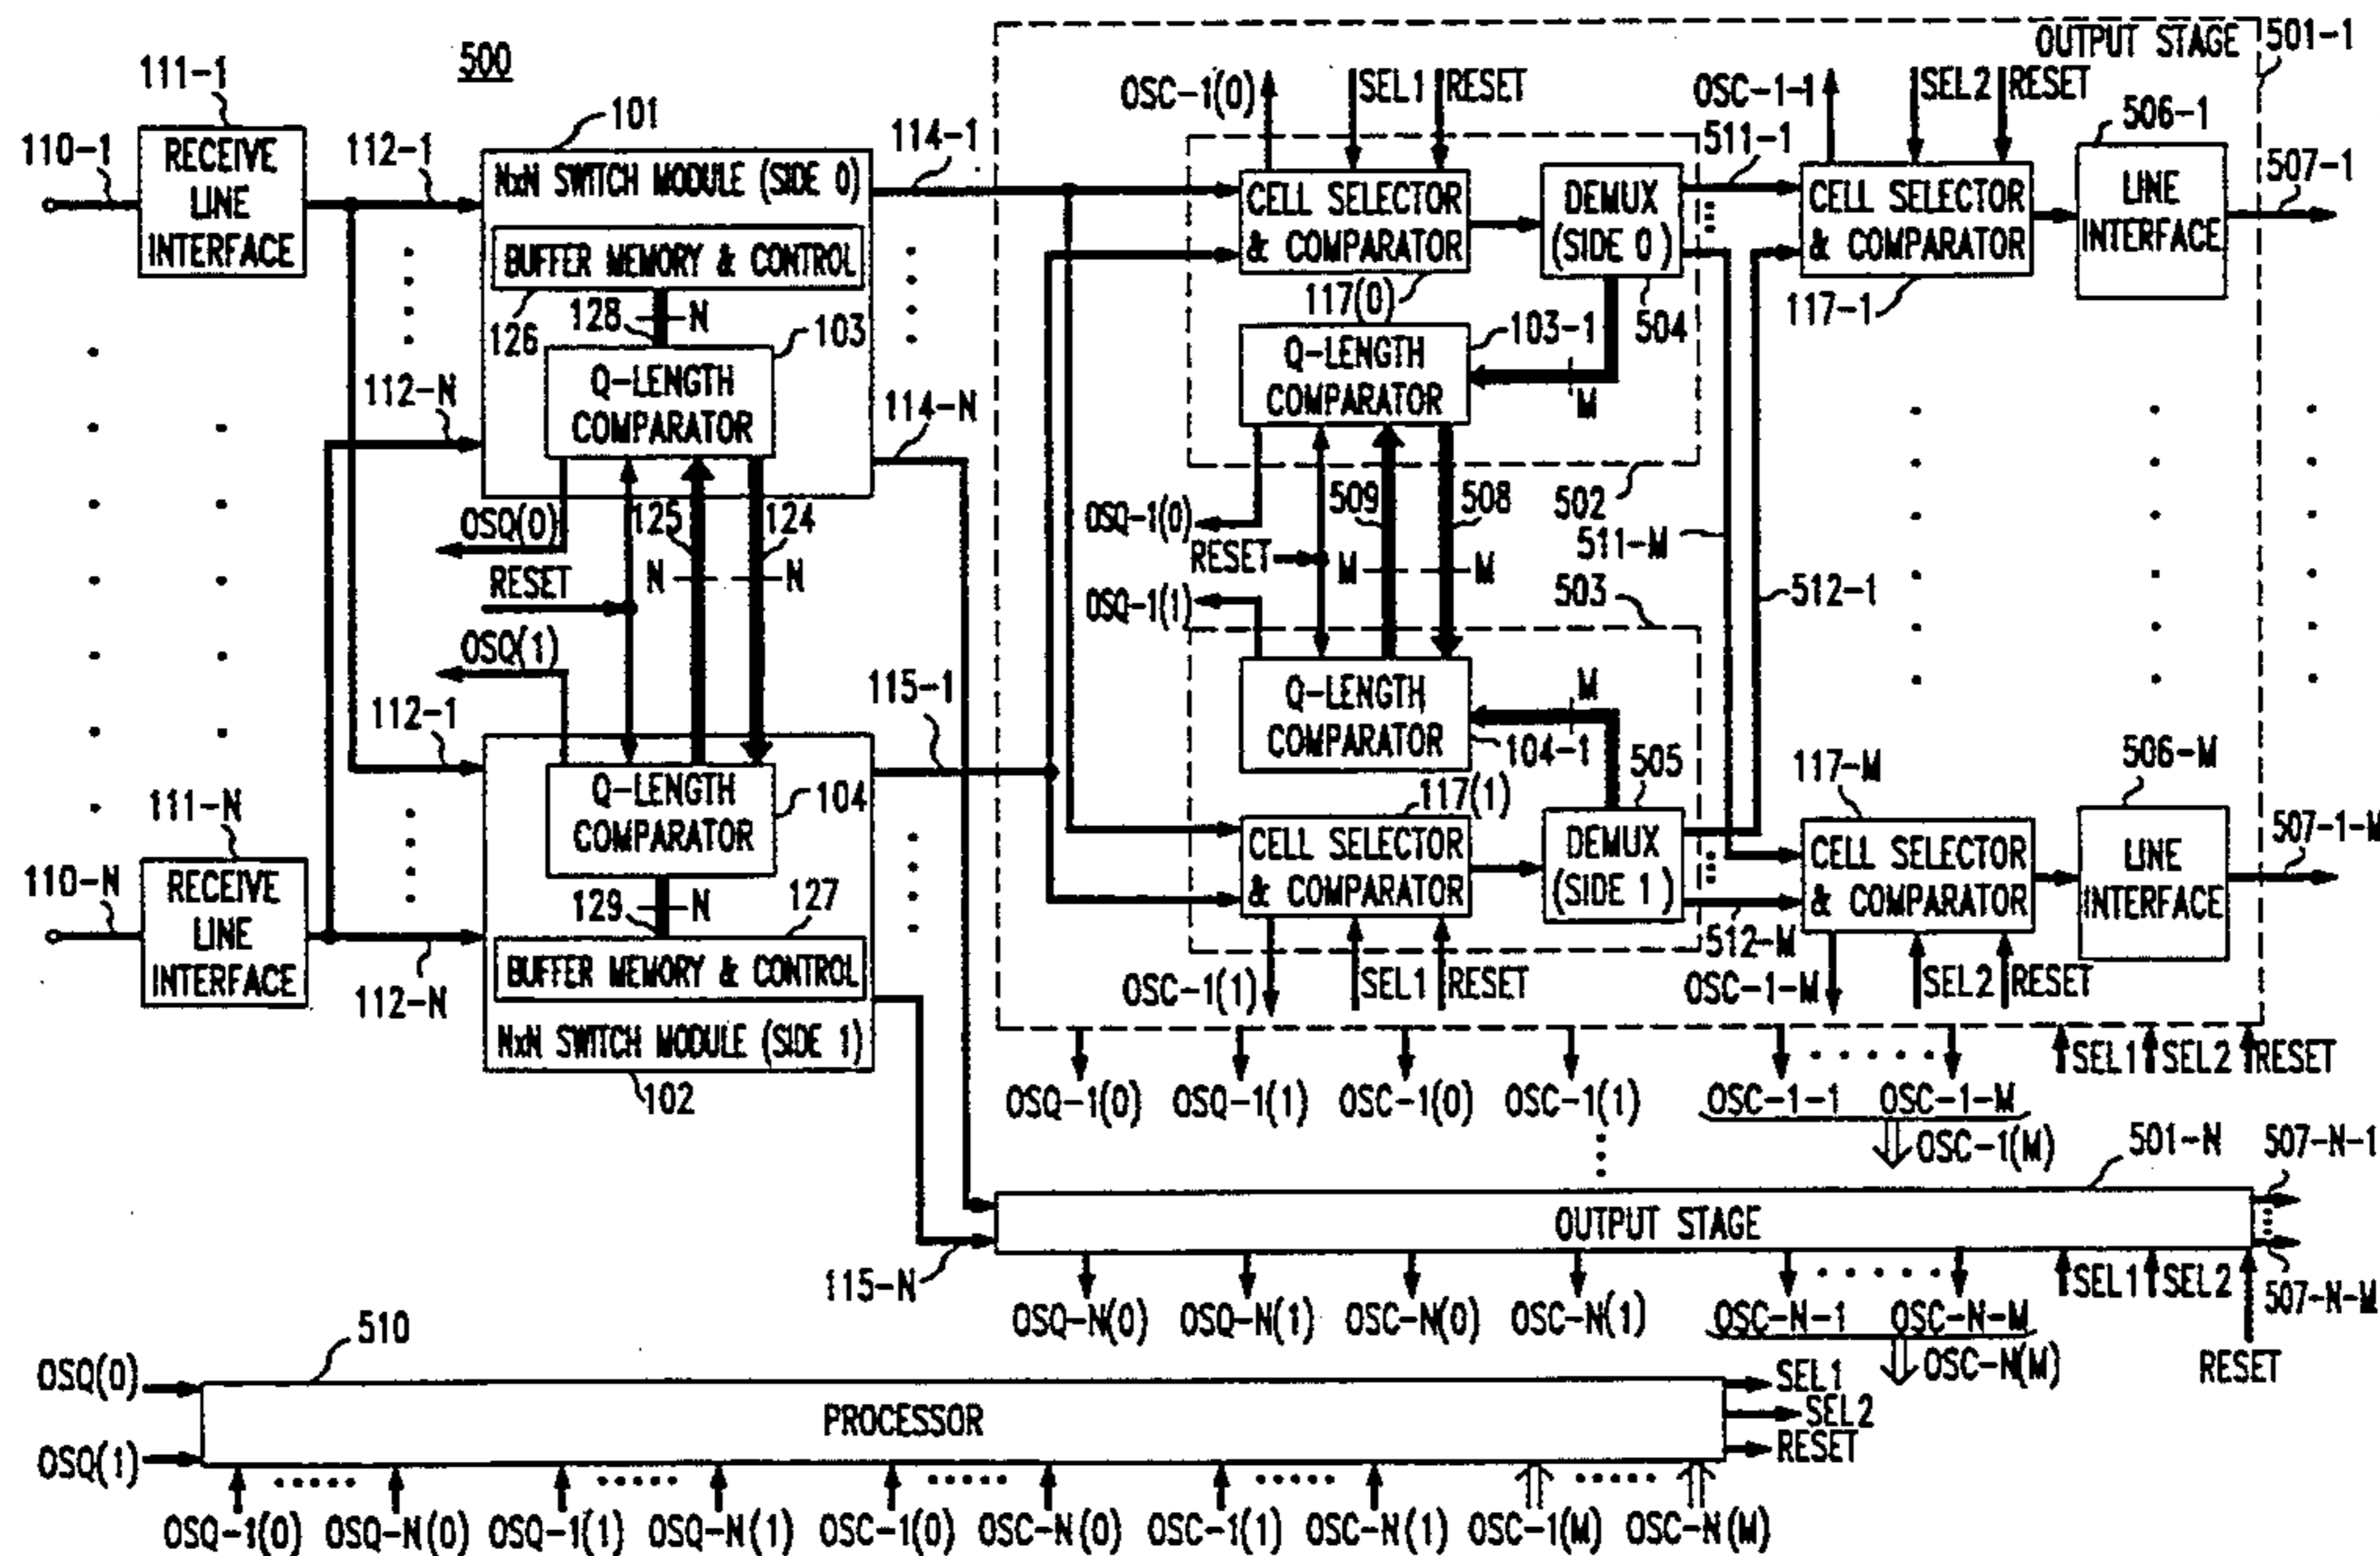 500
111-1
110-1
RECEIVE
LINE
INTERFACE
112-1
101
NxN SWITCH MODULE (SIDE 0)
BUFFER MEMORY & CONTROL
126
128
N
103
Q-LENGTH
COMPARATOR
112-N
114-1
114-N
OSQ(0)
125
124
RESET
N
N
OSQ(1)
112-1
115-1
Q-LENGTH
COMPARATOR
104
129
N
127
BUFFER MEMORY & CONTROL
NxN SWITCH MODULE (SIDE 1)
102
111-N
110-N
RECEIVE
LINE
INTERFACE
112-N
OUTPUT STAGE
501-1
OSC-1(0)
SEL1
RESET
CELL SELECTOR
& COMPARATOR
117(0)
DEMUX
(SIDE 0)
504
511-1
OSC-1-1
SEL2
RESET
CELL SELECTOR
& COMPARATOR
117-1
506-1
LINE
INTERFACE
507-1
103-1
Q-LENGTH
COMPARATOR
M
502
OSQ-1(0)
509
508
RESET
M
M
511-M
503
OSQ-1(1)
512-1
Q-LENGTH
COMPARATOR
M
104-1
505
117(1)
CELL SELECTOR
& COMPARATOR
DEMUX
(SIDE 1)
117-M
CELL SELECTOR
& COMPARATOR
506-M
LINE
INTERFACE
507-1-M
512-M
OSC-1(1)
SEL1
RESET
OSC-1-M
SEL2
RESET
OSQ-1(0)
OSQ-1(1)
OSC-1(0)
OSC-1(1)
OSC-1-1
OSC-1-M
SEL1
SEL2
RESET
OSC-1(M)
501-N
507-N-1
OUTPUT STAGE
115-N
OSQ-N(0)
OSQ-N(1)
OSC-N(0)
OSC-N(1)
OSC-N-1
OSC-N-M
SEL1
SEL2
507-N-M
OSC-N(M)
RESET
510
OSQ(0)
OSQ(1)
PROCESSOR
SEL1
SEL2
RESET
OSQ-1(0)
OSQ-N(0)
OSQ-1(1)
OSQ-N(1)
OSC-1(0)
OSC-N(0)
OSC-1(1)
OSC-N(1)
OSC-1(M)
OSC-N(M)